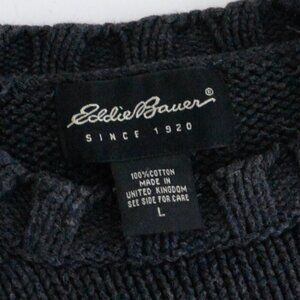 Eddie Bauer®
SINCE 1920
100% COTTON
MADE IN
UNITED KINGDOM
SEE SIDE FOR CARE
L